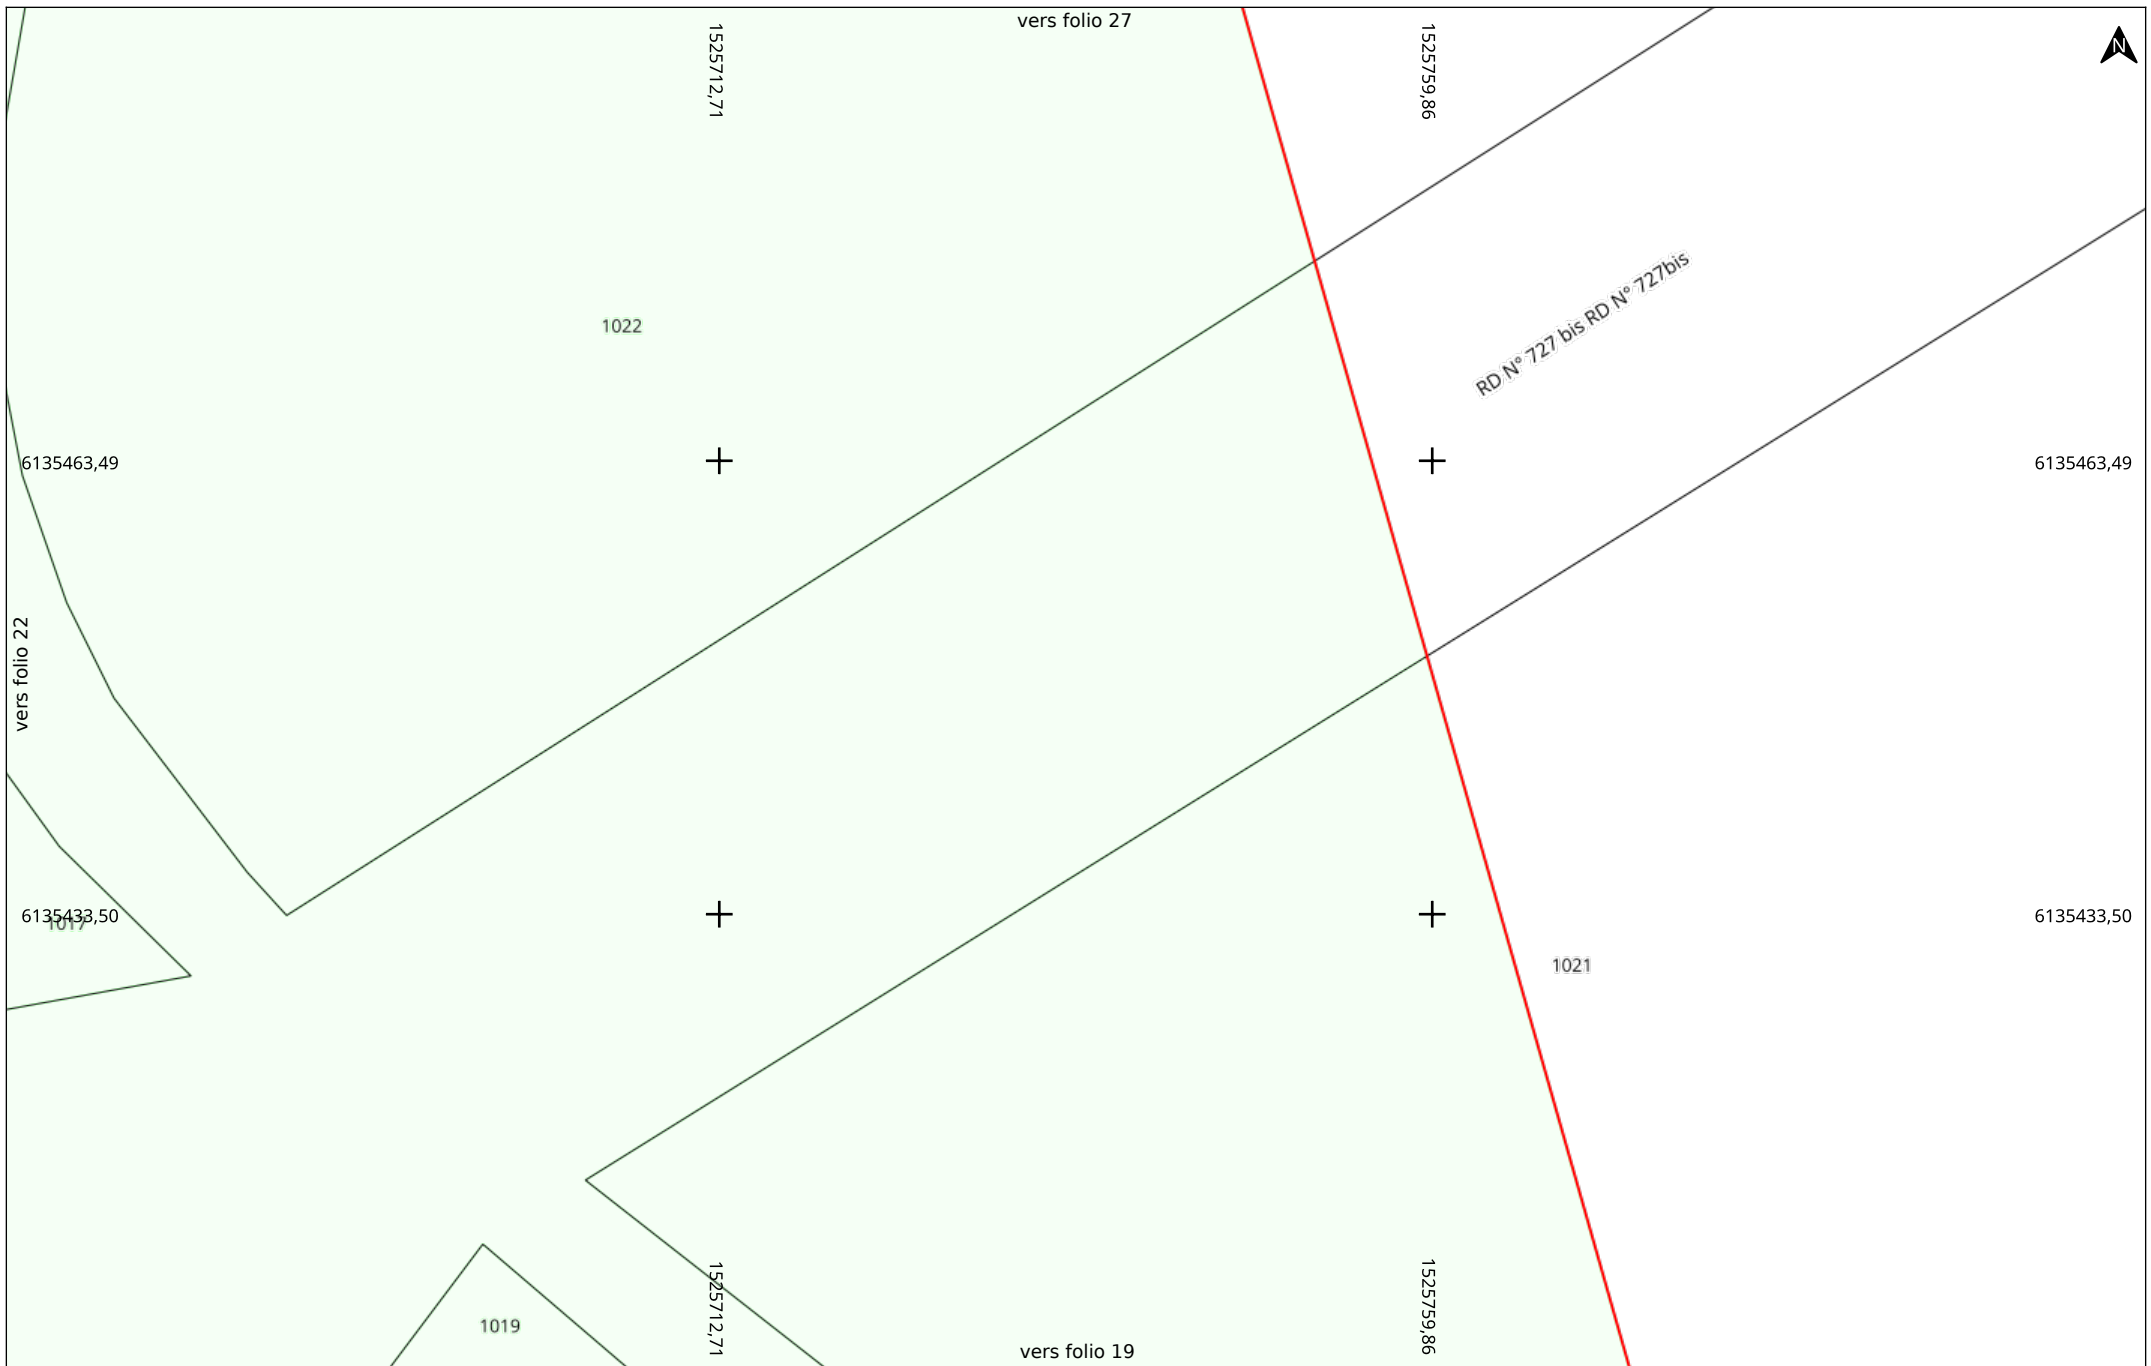 vers folio 27
1525712,71
1525759,86
N
RD N° 727 bis RD N° 727bis
1022
6135463,49
6135463,49
vers folio 22
6135433,50
1017
6135433,50
1021
1525712,71
1525759,86
1019
vers folio 19